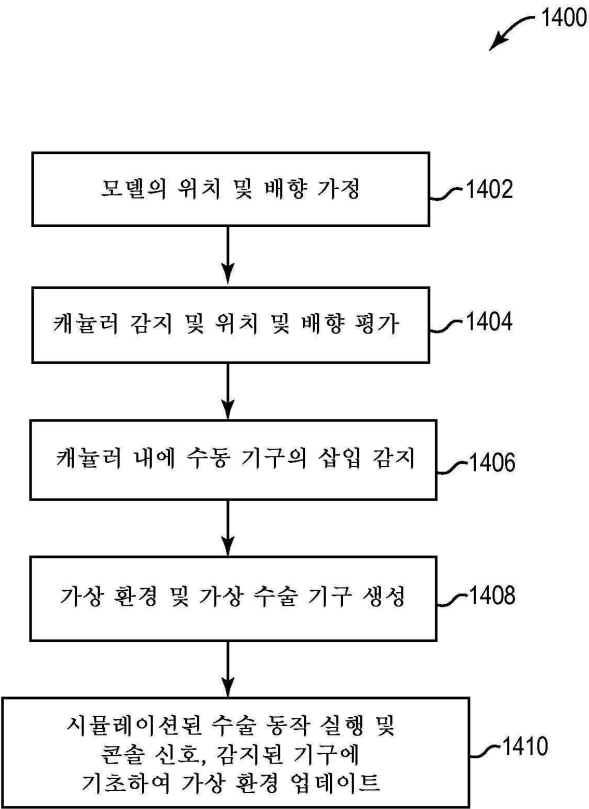 1400
모델의 위치 및 배향 가정
1402
캐뉼러 감지 및 위치 및 배향 평가
1404
캐뉼러 내에 수동 기구의 삽입 감지
1406
가상 환경 및 가상 수술 기구 생성
1408
시뮬레이션된 수술 동작 실행 및
콘솔 신호, 감지된 기구에
기초하여 가상 환경 업데이트
1410